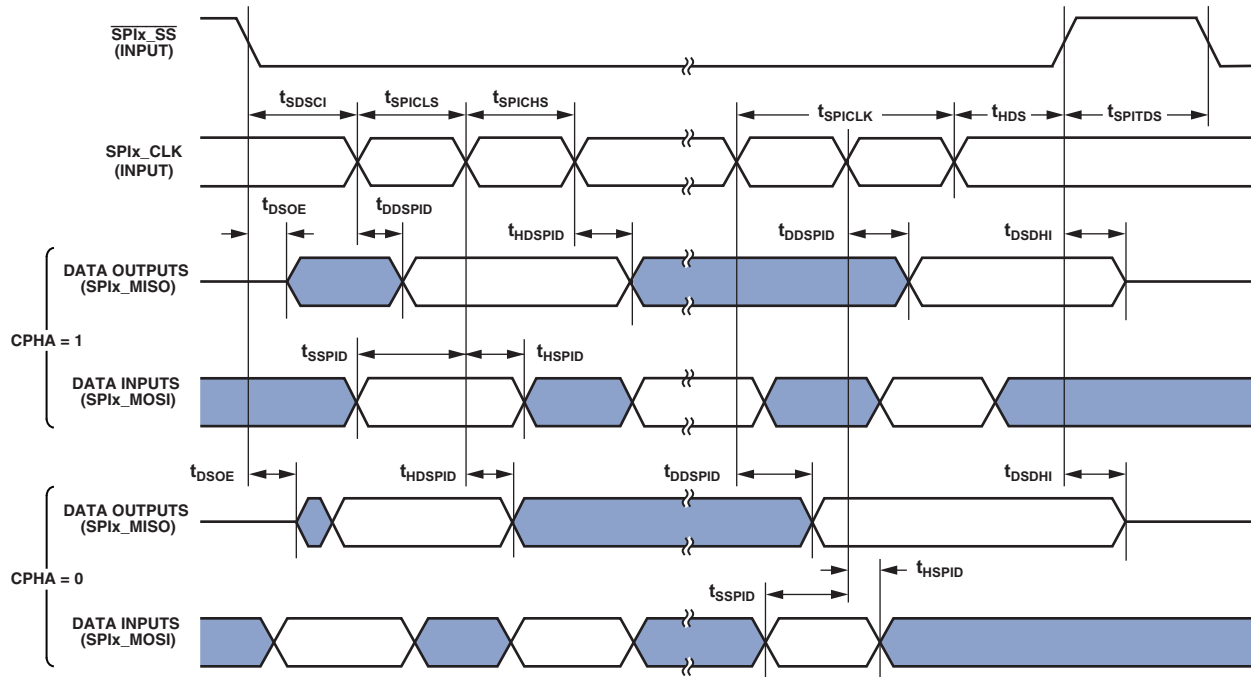 SPIx_SS
(INPUT)
tSDSCI tSPICLS tSPICHS tSPICLK tHDS tSPITDS
SPIx_CLK
(INPUT)
tDSOE tDDSPID tHDSPID tDDSPID tDSDHI
DATA OUTPUTS
(SPIx_MISO)
CPHA = 1
tSSPID tHSPID
DATA INPUTS
(SPIx_MOSI)
tDSOE tHDSPID tDDSPID tDSDHI
DATA OUTPUTS
(SPIx_MISO)
CPHA = 0
tSSPID tHSPID
DATA INPUTS
(SPIx_MOSI)